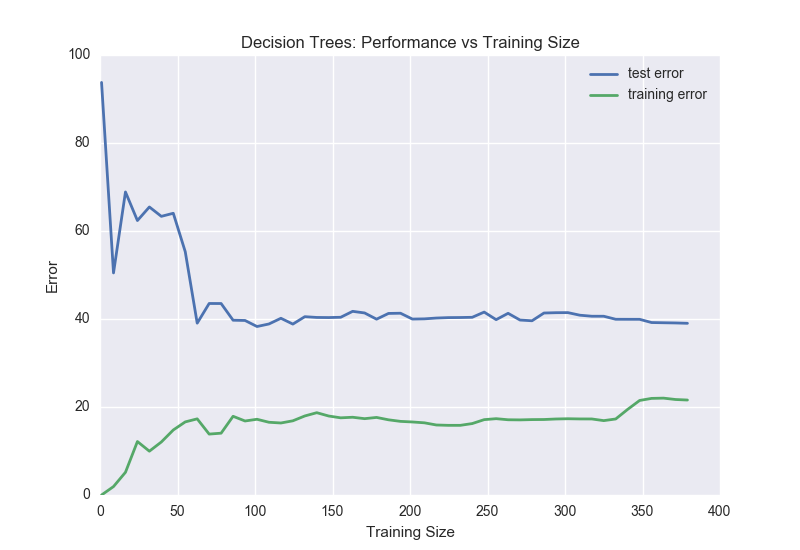 Decision Trees: Performance vs Training Size
100
80
60
40
20
0
Error
test error
training error
0 50 100 150 200 250 300 350 400
Training Size